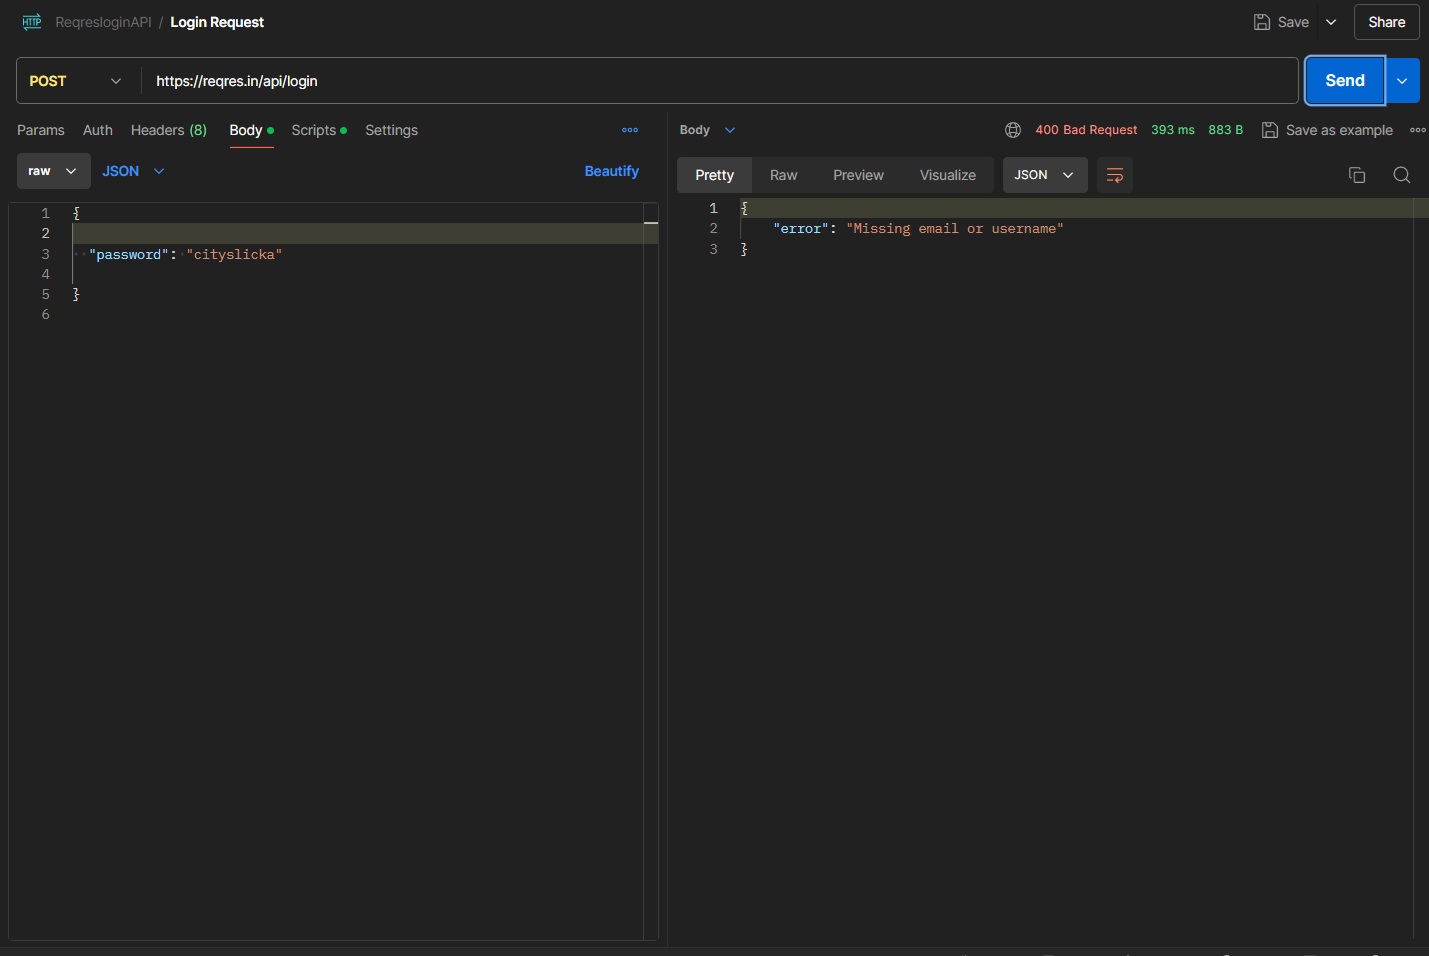 HTTP ReqresloginAPI / Login Request Save Share
POST https://reqres.in/api/login Send
Params Auth Headers (8) Body Scripts Settings
Body 400 Bad Request 393 ms 883 B Save as example
raw JSON Beautify
Pretty Raw Preview Visualize JSON
1 {
2
3 "password": "cityslicka"
4
5 }
6
1 {
2 "error": "Missing email or username"
3 }